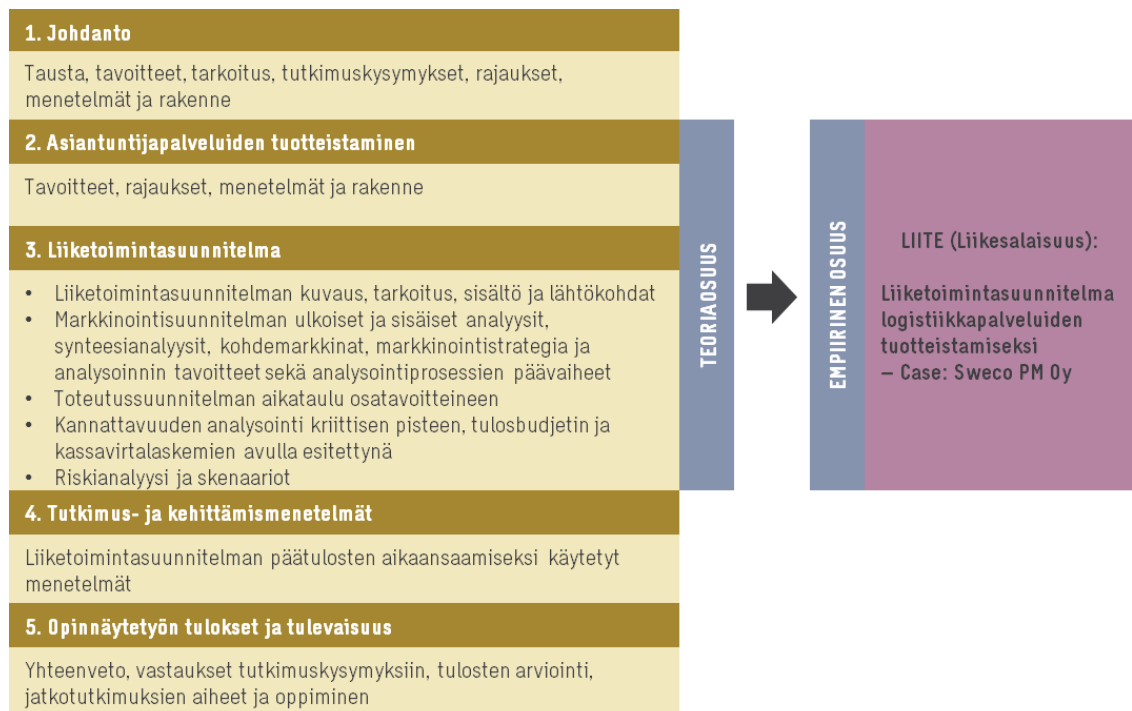 1. Johdanto
Tausta, tavoitteet, tarkoitus, tutkimuskysymykset, rajaukset,
menetelmät ja rakenne
2. Asiantuntijapalveluiden tuotteistaminen
Tavoitteet, rajaukset, menetelmät ja rakenne
3. Liiketoimintasuunnitelma
• Liiketoimintasuunnitelman kuvaus, tarkoitus, sisältö ja lähtökohdat
• Markkinointisuunnitelman ulkoiset ja sisäiset analyysit,
synteesianalyysit, kohdemarkkinat, markkinointistrategia ja
analysoinnin tavoitteet sekä analysointiprosessien päävaiheet
• Toteutussuunnitelman aikataulu osatavoitteineen
• Kannattavuuden analysointi kriittisen pisteen, tulosbudjetin ja
kassavirtalaskemien avulla esitettynä
• Riskianalyysi ja skenaariot
4. Tutkimus- ja kehittämismenetelmät
Liiketoimintasuunnitelman päätulosten aikaansaamiseksi käytetyt
menetelmät
5. Opinnäytetyön tulokset ja tulevaisuus
Yhteenveto, vastaukset tutkimuskysymyksiin, tulosten arviointi,
jatkotutkimuksien aiheet ja oppiminen
TEORIAOSUUS
EMPIIRINEN OSUUS
LIITE (Liikesalaisuus):
Liiketoimintasuunnitelma
logistiikkapalveluiden
tuotteistamiseksi
– Case: Sweco PM Oy